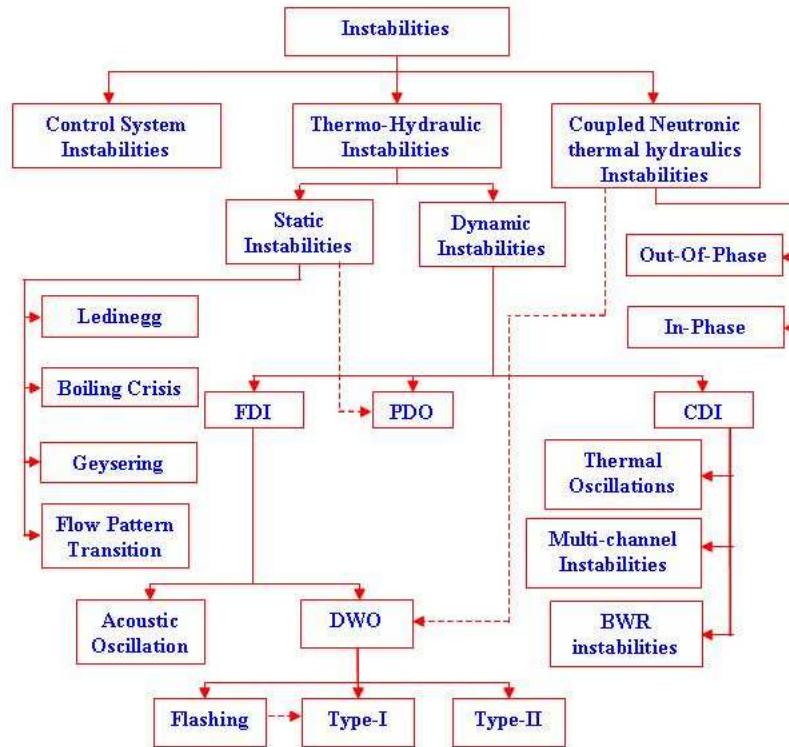 Instabilities
Control System
Instabilities
Thermo-Hydraulic
Instabilities
Coupled Neutronic
thermal hydraulics
Instabilities
Static
Instabilities
Dynamic
Instabilities
Out-Of-Phase
In-Phase
Ledinegg
Boiling Crisis
Geysering
Flow Pattern
Transition
FDI
PDO
CDI
Thermal
Oscillations
Multi-channel
Instabilities
BWR
instabilities
Acoustic
Oscillation
DWO
Flashing
Type-I
Type-II